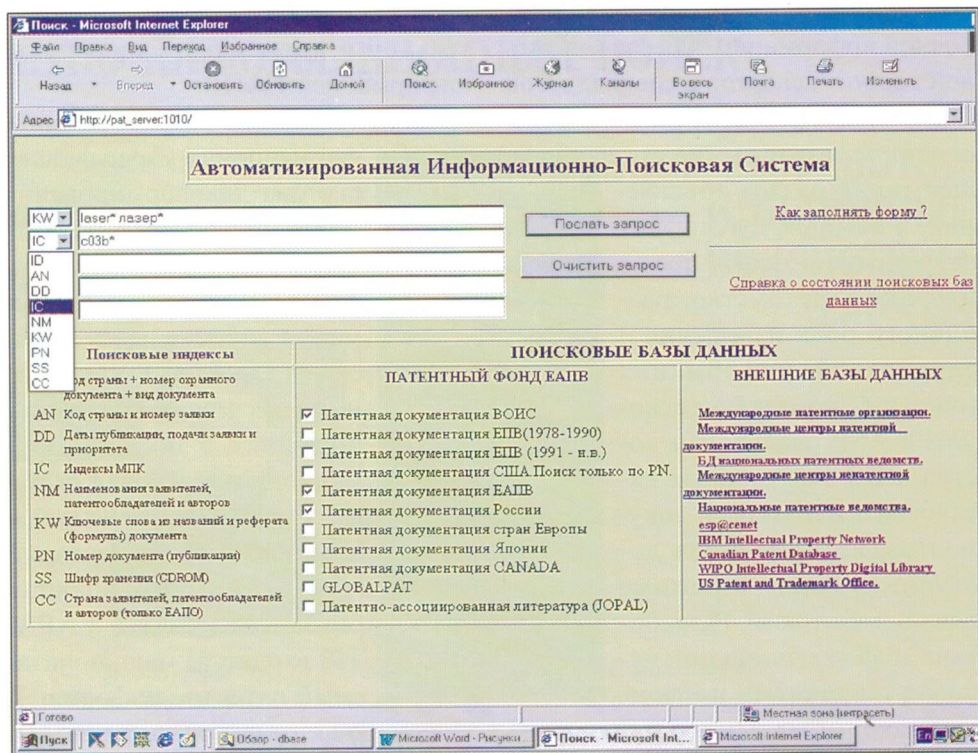 Поиск - Microsoft Internet Explorer
Файл Правка Вид Переход Избранное Справка
Назад Вперед Остановить Обновить Домой Поиск Избранное Журнал Каналы Во весь экран Почта Печать Изменить
Адрес http://pat_server:1010/
Автоматизированная Информационно-Поисковая Система
KW laser* лазер*
IC c03b*
ID
AN
DD
IC
NM
KW
PN
SS
CC
Послать запрос
Очистить запрос
Как заполнять форму ?
Справка о состоянии поисковых баз
данных
Поисковые индексы
код страны + номер охранного
документа + вид документа
AN Код страны и номер заявки
DD Даты публикации, подачи заявки и
приоритета
IC Индексы МПК
NM Наименования заявителей,
патентообладателей и авторов
KW Ключевые слова из названий и реферата
(формулы) документа
PN Номер документа (публикации)
SS Шифр хранения (CDROM)
CC Страна заявителей, патентообладателей
и авторов (только ЕАПО)
ПОИСКОВЫЕ БАЗЫ ДАННЫХ
ПАТЕНТНЫЙ ФОНД ЕАПВ
Патентная документация ВОИС
Патентная документация ЕПВ(1978-1990)
Патентная документация ЕПВ (1991 - н.в.)
Патентная документация США.Поиск только по PN.
Патентная документация ЕАПВ
Патентная документация России
Патентная документация стран Европы
Патентная документация Японии
Патентная документация CANADA
GLOBALPAT
Патентно-ассоциированная литература (JOPAL)
ВНЕШНИЕ БАЗЫ ДАННЫХ
Международные патентные организации.
Международные центры патентной
документации.
БД национальных патентных ведомств.
Международные центры непатентной
документации.
Национальные патентные ведомства.
esp@cenet
IBM Intellectual Property Network
Canadian Patent Database
WIPO Intellectual Property Digital Library
US Patent and Trademark Office.
Готово
Местная зона (интрасеть)
Пуск Обзор - dbase Microsoft Word - Рисунки... Поиск - Microsoft Int... Microsoft Internet Explorer En